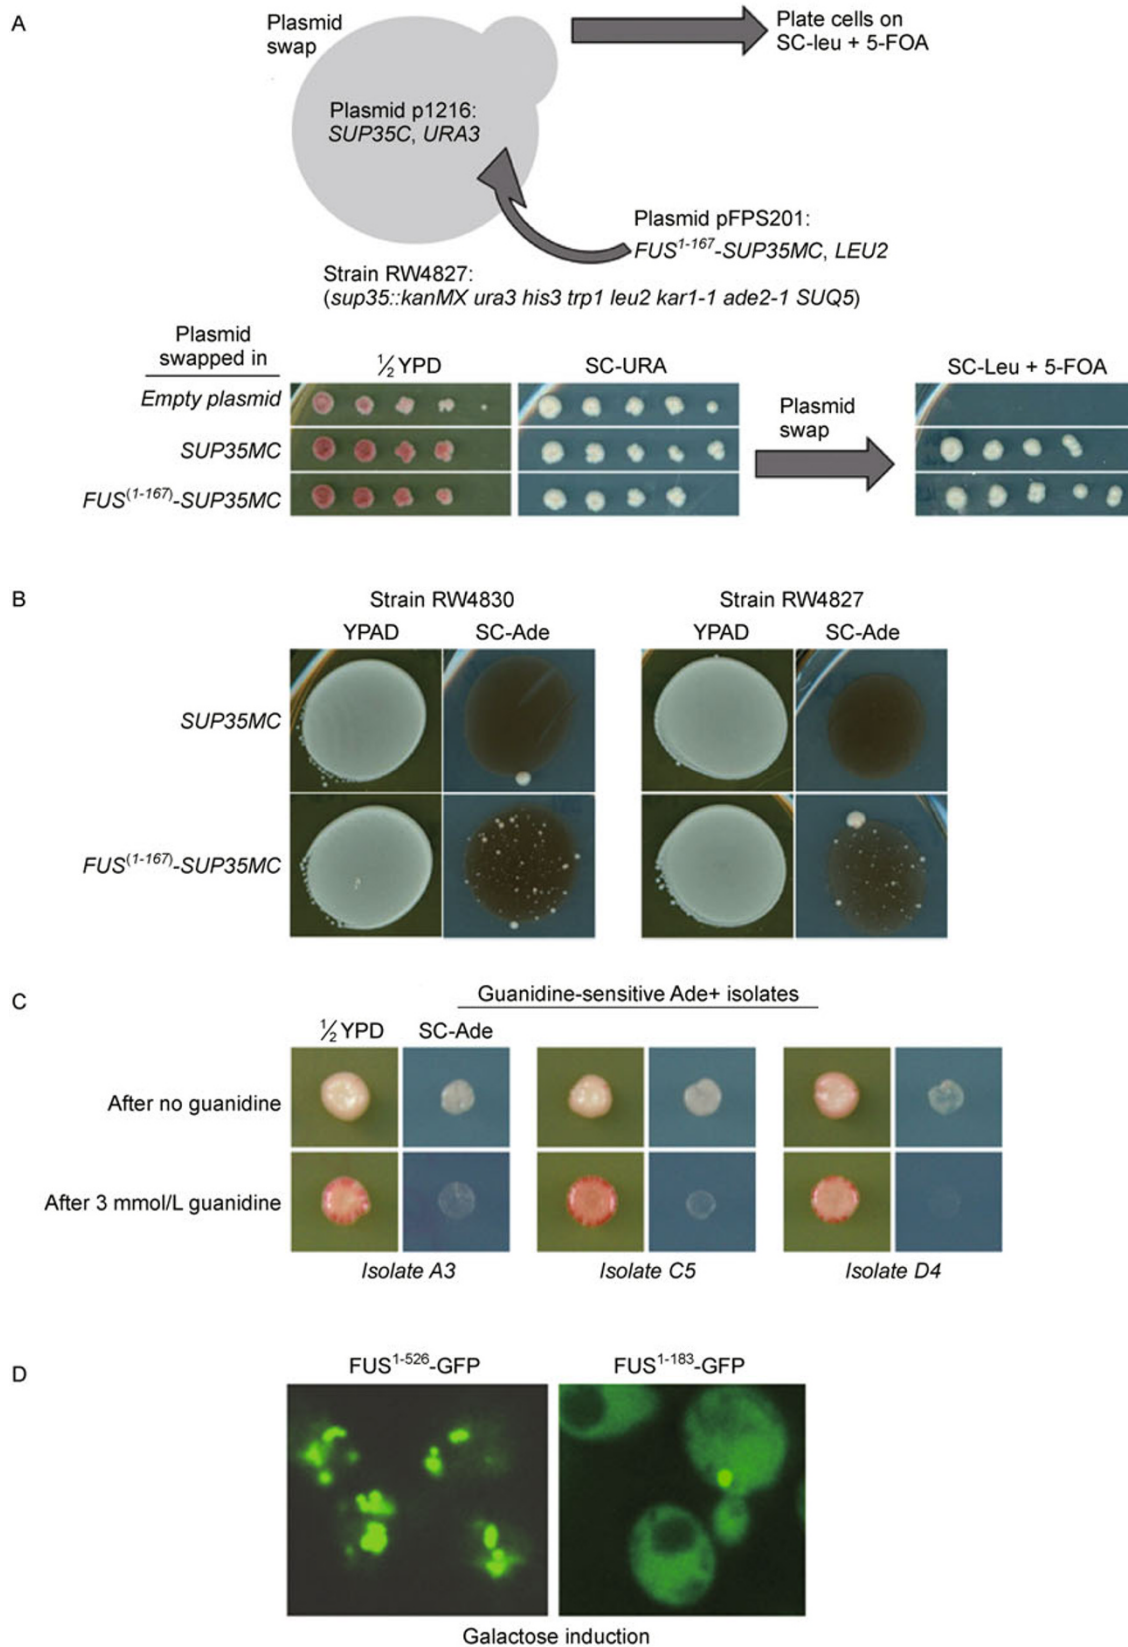 A
Plasmid
swap
Plate cells on
SC-leu + 5-FOA
Plasmid p1216:
SUP35C, URA3
Plasmid pFPS201:
FUS1-167-SUP35MC, LEU2
Strain RW4827:
(sup35::kanMX ura3 his3 trp1 leu2 kar1-1 ade2-1 SUQ5)
Plasmid
swapped in
½ YPD
SC-URA
SC-Leu + 5-FOA
Empty plasmid
SUP35MC
FUS(1-167)-SUP35MC
Plasmid
swap
B
Strain RW4830
Strain RW4827
YPAD
SC-Ade
YPAD
SC-Ade
SUP35MC
FUS(1-167)-SUP35MC
C
Guanidine-sensitive Ade+ isolates
½ YPD
SC-Ade
After no guanidine
After 3 mmol/L guanidine
Isolate A3
Isolate C5
Isolate D4
D
FUS1-526-GFP
FUS1-183-GFP
Galactose induction